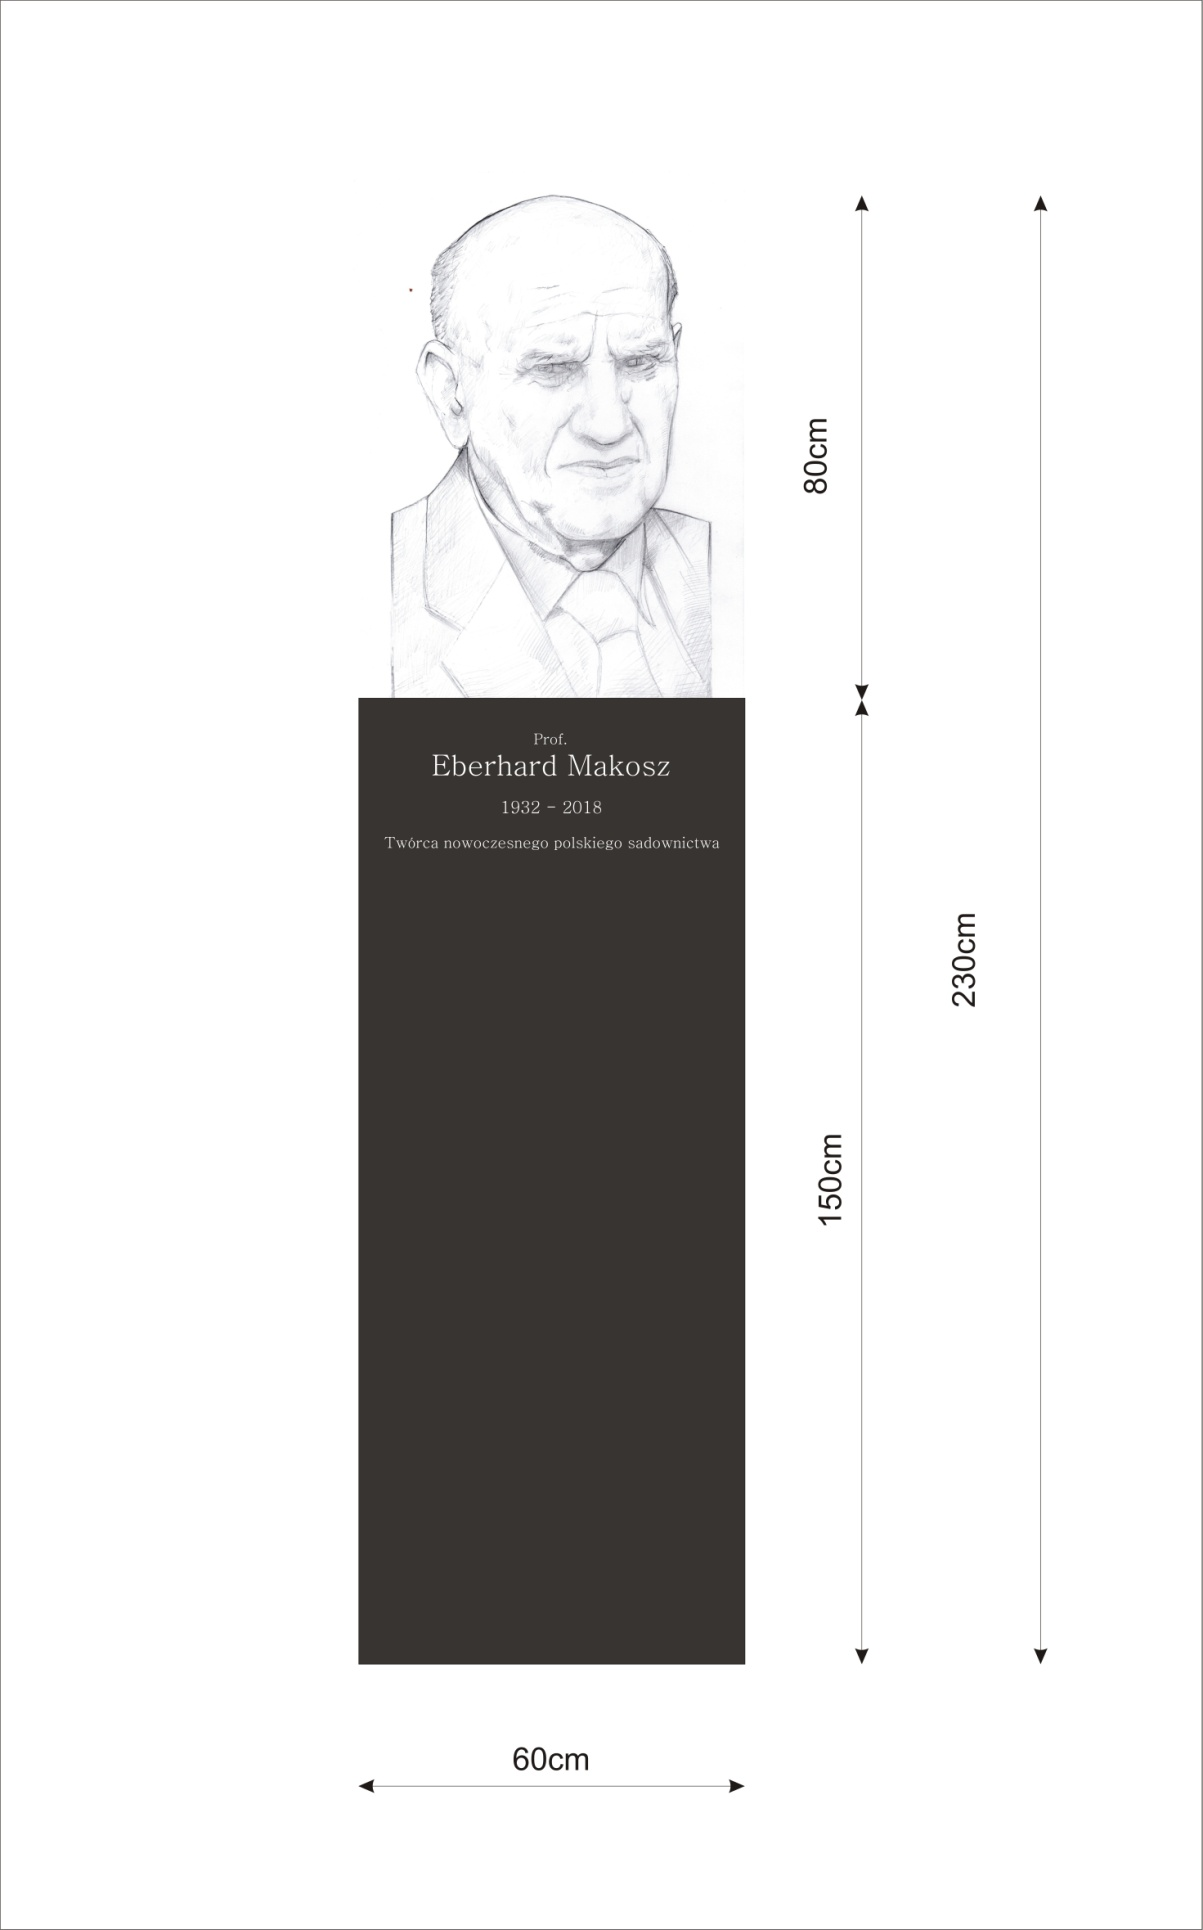 80cm
Prof.
Eberhard Makosz
1932 - 2018
Twórca nowoczesnego polskiego sadownictwa
230cm
150cm
60cm